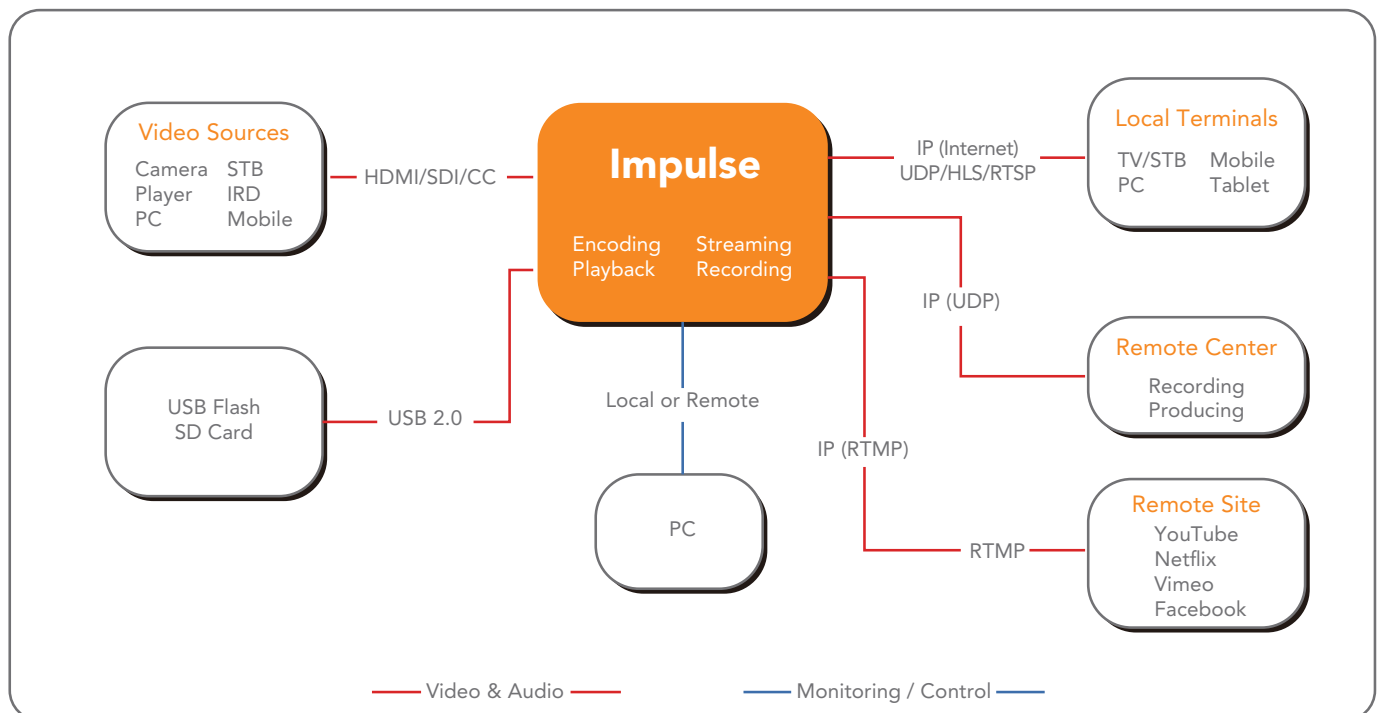 Video Sources
Camera STB
Player IRD
PC Mobile
HDMI/SDI/CC
Impulse
Encoding Streaming
Playback Recording
IP (Internet)
UDP/HLS/RTSP
Local Terminals
TV/STB Mobile
PC Tablet
IP (UDP)
Remote Center
Recording
Producing
USB Flash
SD Card
USB 2.0
Local or Remote
PC
IP (RTMP)
RTMP
Remote Site
YouTube
Netflix
Vimeo
Facebook
Video & Audio
Monitoring / Control